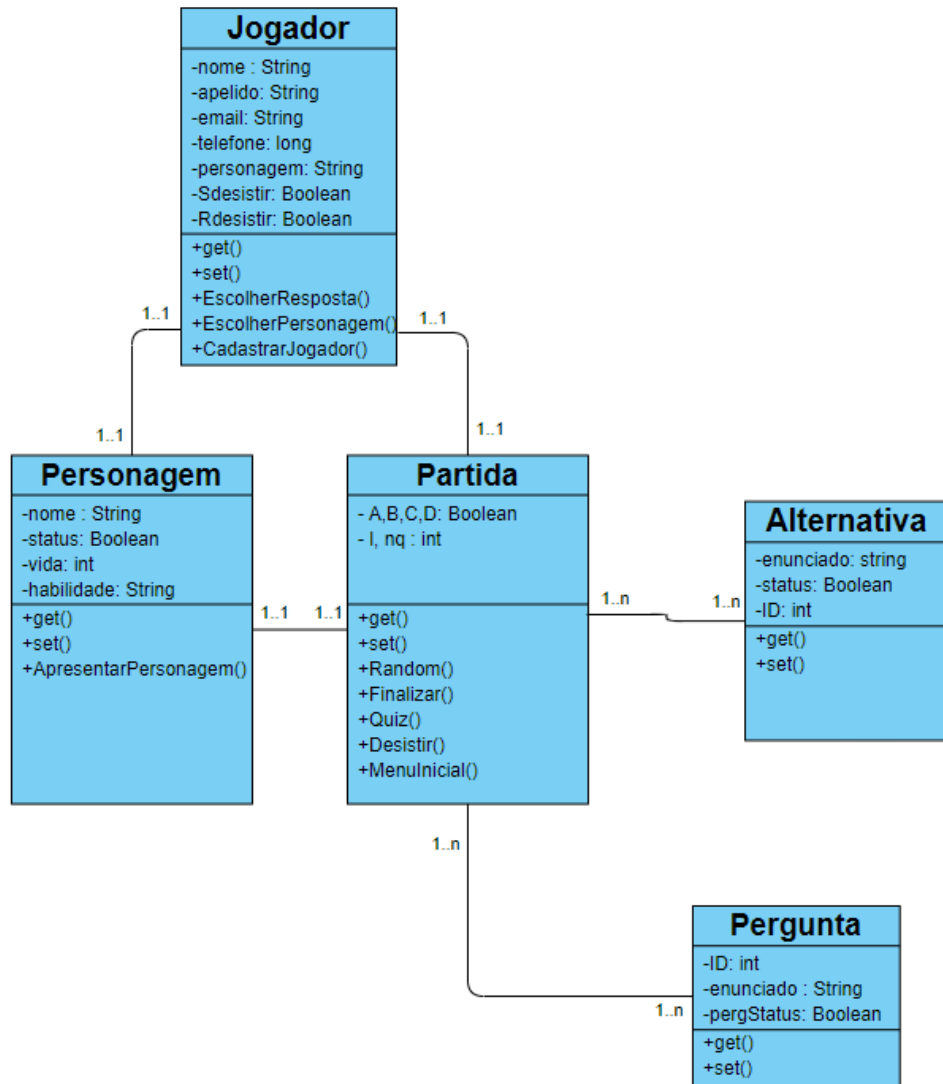 Jogador
-nome : String
-apelido: String
-email: String
-telefone: long
-personagem: String
-Sdesistir: Boolean
-Rdesistir: Boolean
+get()
+set()
+EscolherResposta()
+EscolherPersonagem()
+CadastrarJogador()
1..1
1..1
1..1
1..1
Personagem
-nome : String
-status: Boolean
-vida: int
-habilidade: String
+get()
+set()
+ApresentarPersonagem()
1..1
1..1
Partida
- A,B,C,D: Boolean
- I, nq : int
+get()
+set()
+Random()
+Finalizar()
+Quiz()
+Desistir()
+MenuInicial()
1..n
1..n
Alternativa
-enunciado: string
-status: Boolean
-ID: int
+get()
+set()
1..n
1..n
Pergunta
-ID: int
-enunciado : String
-pergStatus: Boolean
+get()
+set()